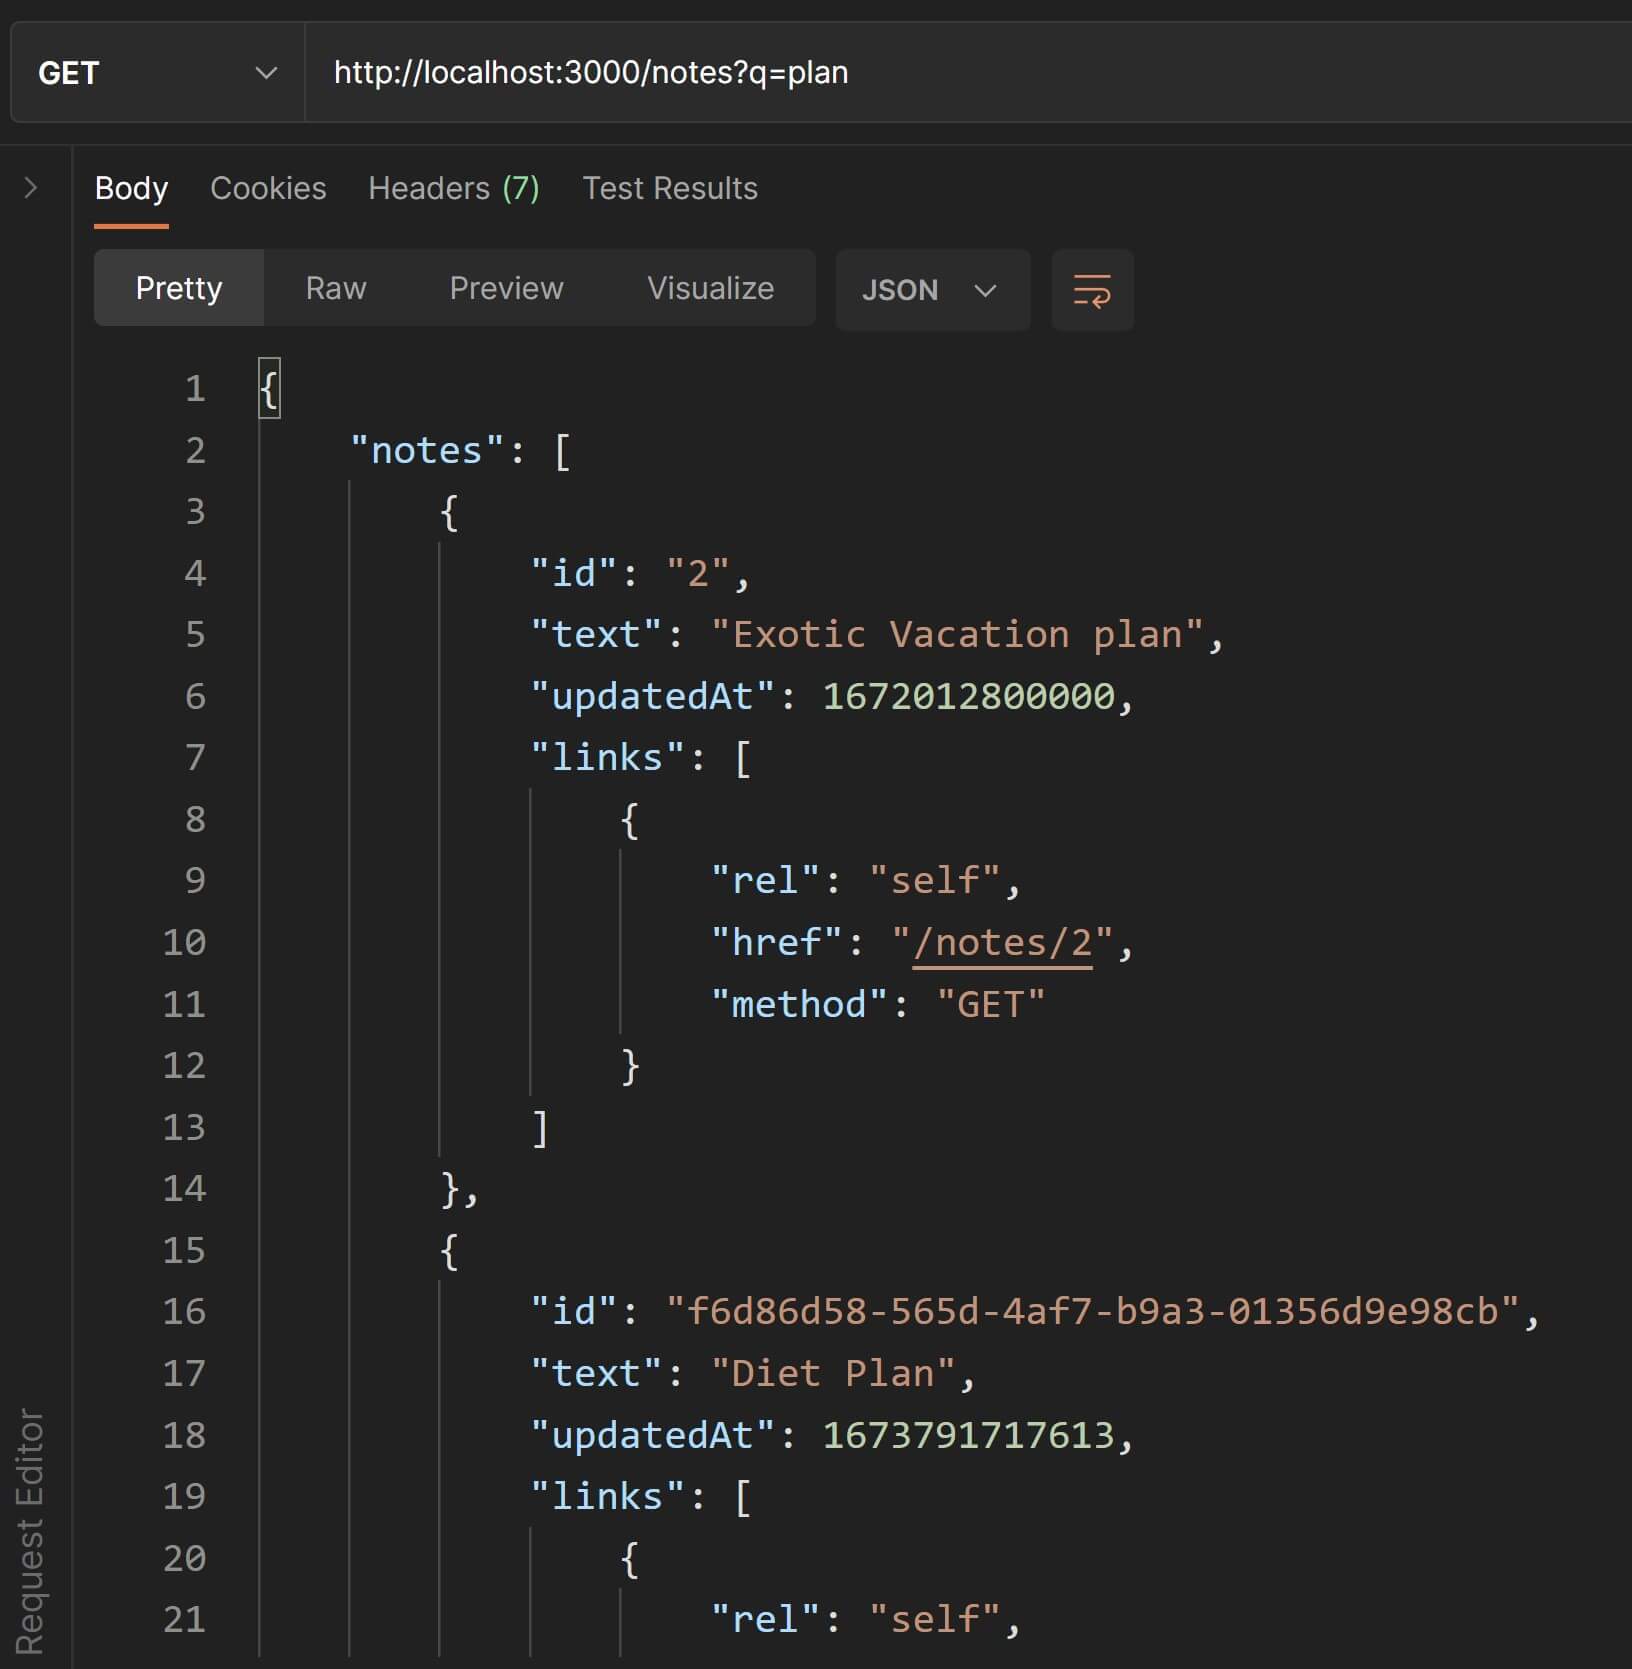 GET http://localhost:3000/notes?q=plan
Body Cookies Headers (7) Test Results
Pretty Raw Preview Visualize JSON
1 {
2 "notes": [
3 {
4 "id": "2",
5 "text": "Exotic Vacation plan",
6 "updatedAt": 1672012800000,
7 "links": [
8 {
9 "rel": "self",
10 "href": "/notes/2",
11 "method": "GET"
12 }
13 ]
14 },
15 {
16 "id": "f6d86d58-565d-4af7-b9a3-01356d9e98cb",
17 "text": "Diet Plan",
18 "updatedAt": 1673791717613,
19 "links": [
20 {
21 "rel": "self",
Request Editor